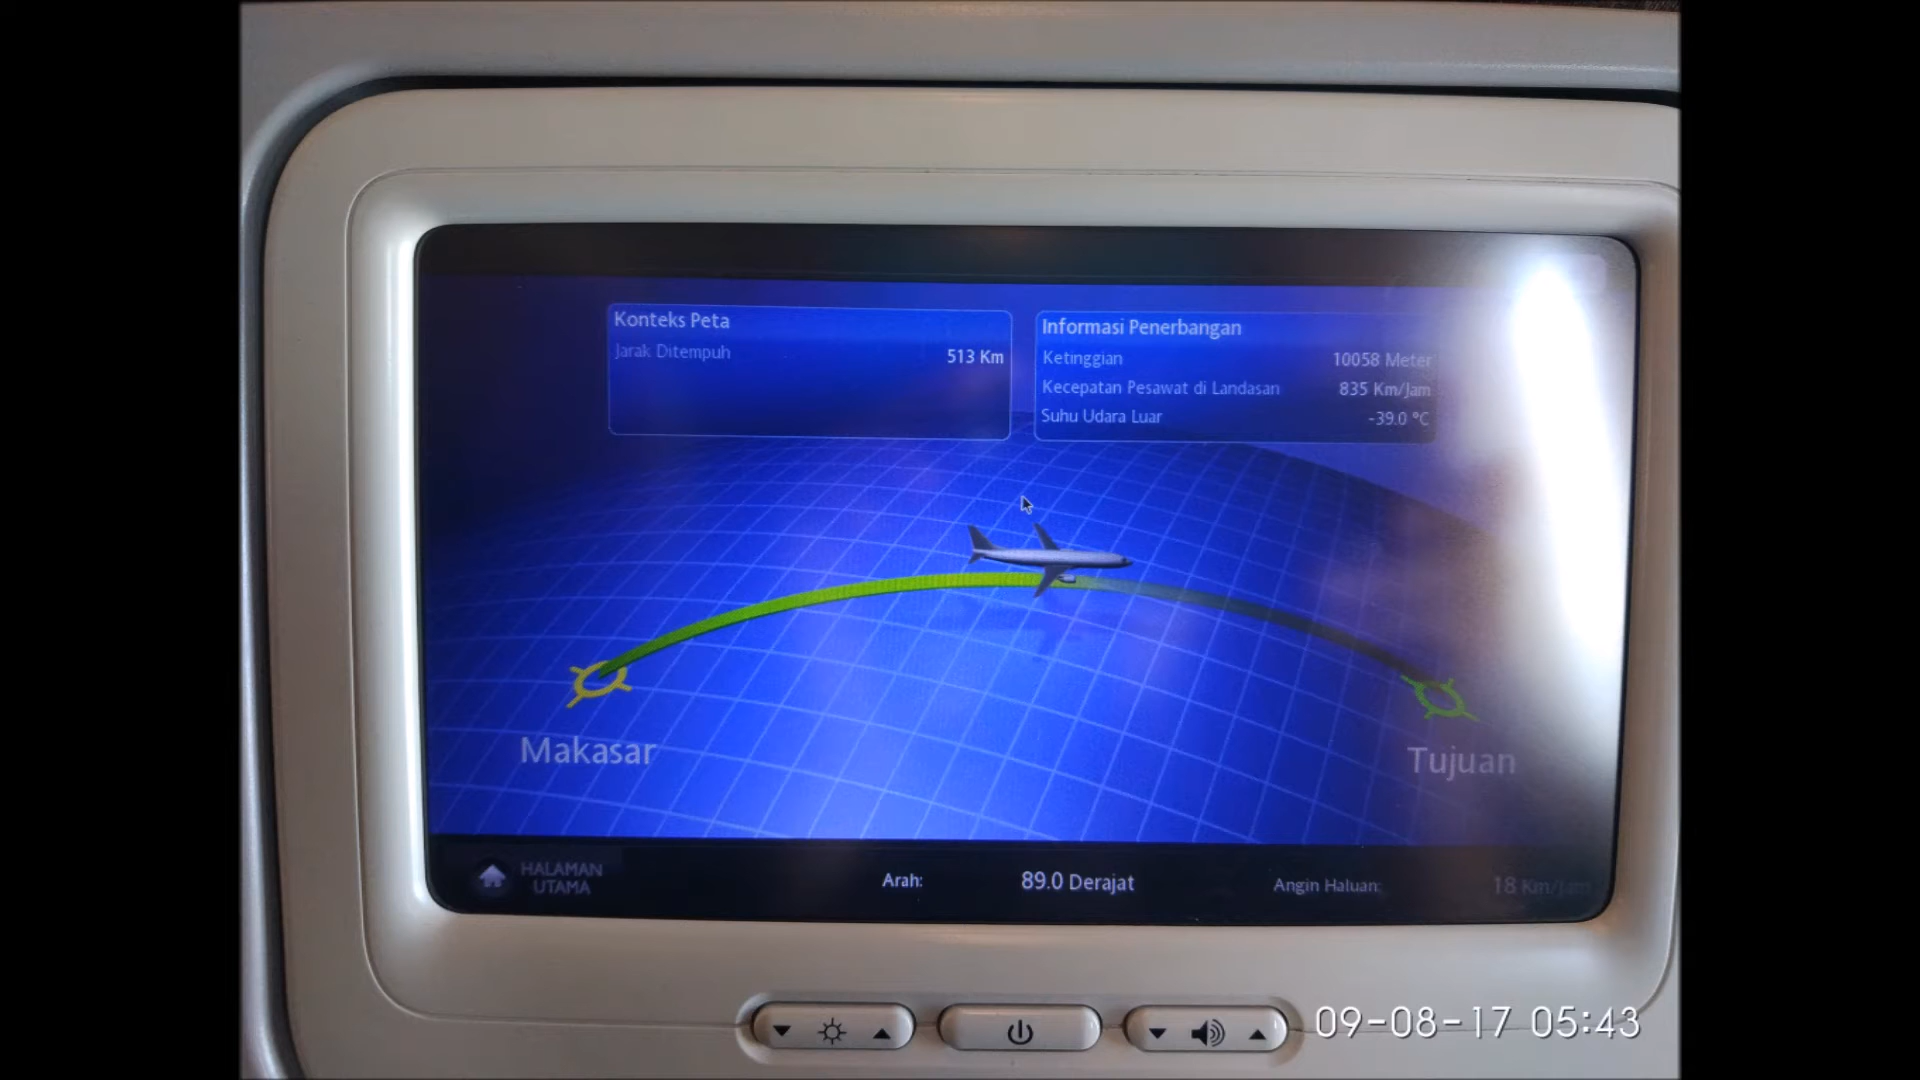 Konteks Peta
Jarak Ditempuh 513 Km
Informasi Penerbangan
Ketinggian 10058 Meter
Kecepatan Pesawat di Landasan 835 Km/Jam
Suhu Udara Luar -39.0 °C
Makasar
Tujuan
HALAMAN
UTAMA
Arah: 89.0 Derajat
Angin Haluan: 18 Km/Jam
09-08-17 05:43